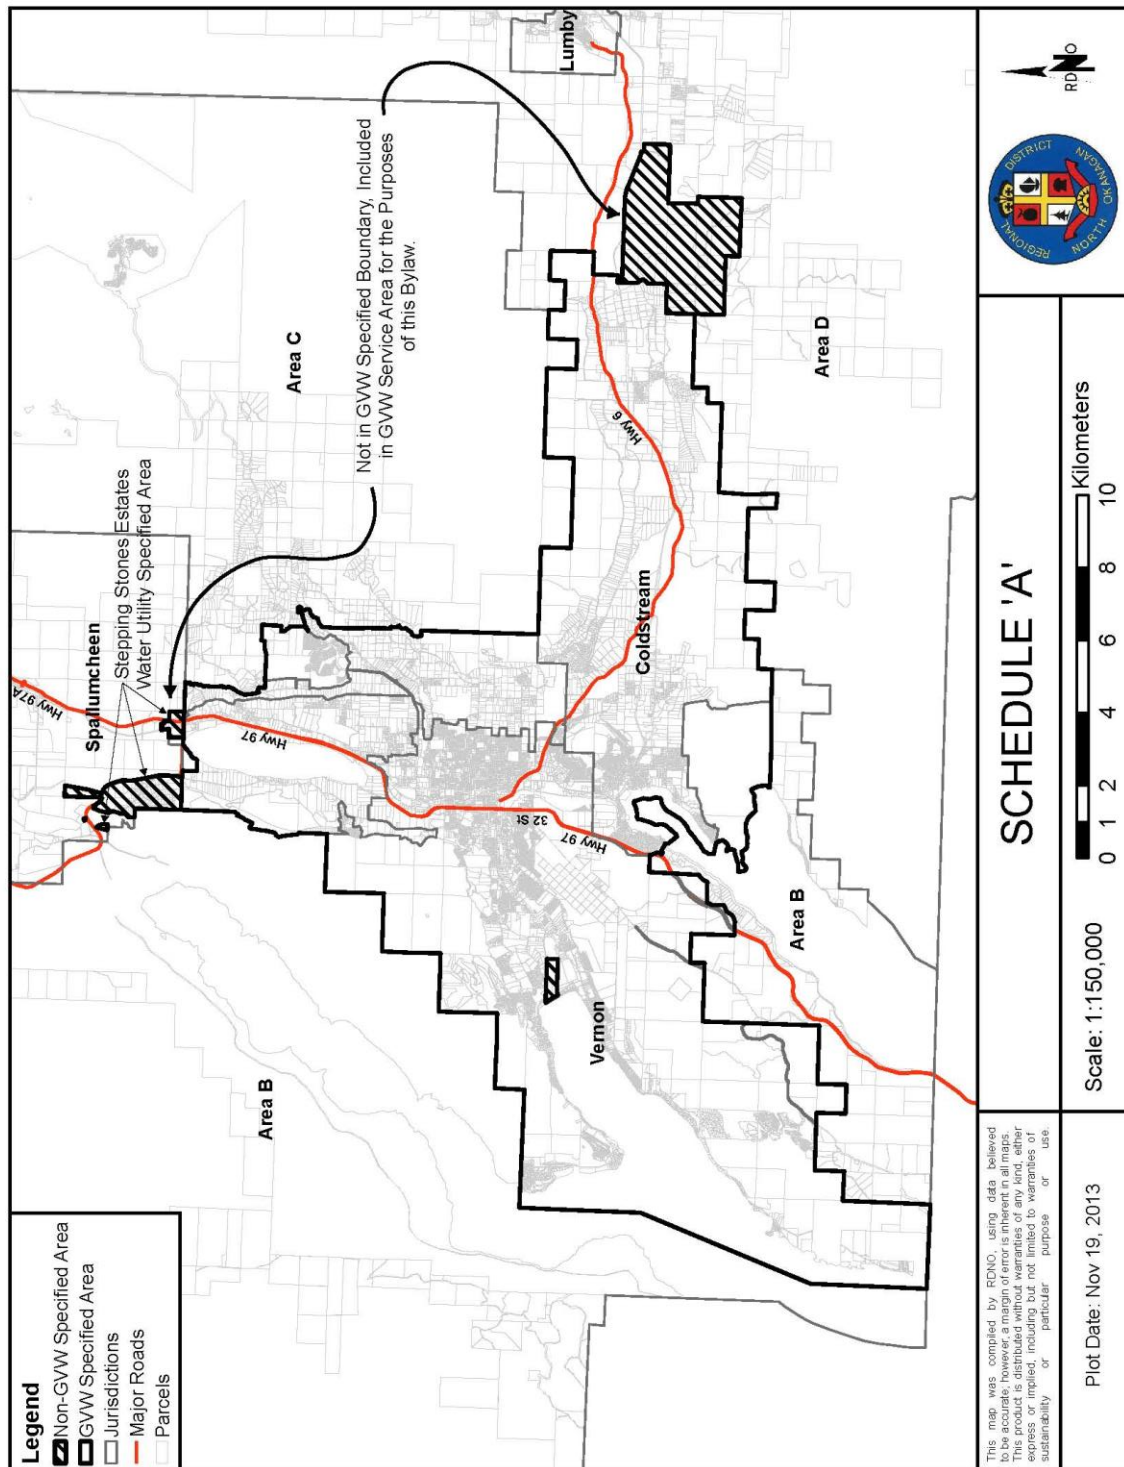 Legend
Non-GVW Specified Area
GVW Specified Area
Jurisdictions
Major Roads
Parcels
Spallumcheen
Stepping Stones Estates
Water Utility Specified Area
Hwy 97A
Hwy 97
Area C
Not in GVW Specified Boundary, Included
in GVW Service Area for the Purposes
of this Bylaw.
Lumby
Area B
Vernon
32 St
Hwy 97
Coldstream
Hwy 6
Area B
Area D
This map was compiled by RDNO, using data believed
to be accurate; however, a margin of error is inherent in all maps.
This product is distributed without warranties of any kind, either
express or implied, including but not limited to warranties of
sustainability or particular purpose or use.
Plot Date: Nov 19, 2013
SCHEDULE 'A'
Scale: 1:150,000
0 1 2 4 6 8 10
Kilometers
REGIONAL DISTRICT
NORTH OKANAGAN
RDNO
N